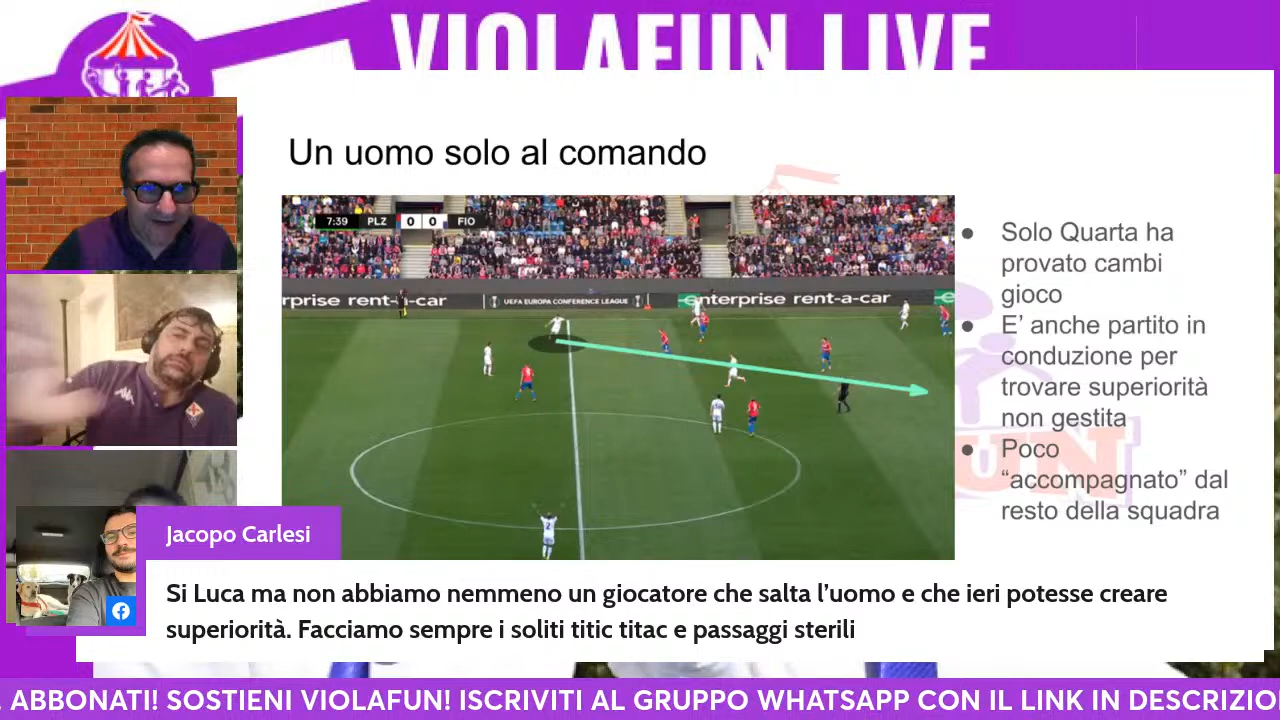 VIOLAFUN LIVE
Un uomo solo al comando
7:39 PLZ 0 0 FIO
erprise rent-a-car
UEFA EUROPA CONFERENCE LEAGUE
enterprise rent-a-car
● Solo Quarta ha
provato cambi
gioco
● E’ anche partito in
conduzione per
trovare superiorità
non gestita
● Poco
“accompagnato” dal
resto della squadra
UN
2
Jacopo Carlesi
Si Luca ma non abbiamo nemmeno un giocatore che salta l’uomo e che ieri potesse creare
superiorità. Facciamo sempre i soliti titic titac e passaggi sterili
ABBONATI! SOSTIENI VIOLAFUN! ISCRIVITI AL GRUPPO WHATSAPP CON IL LINK IN DESCRIZIO